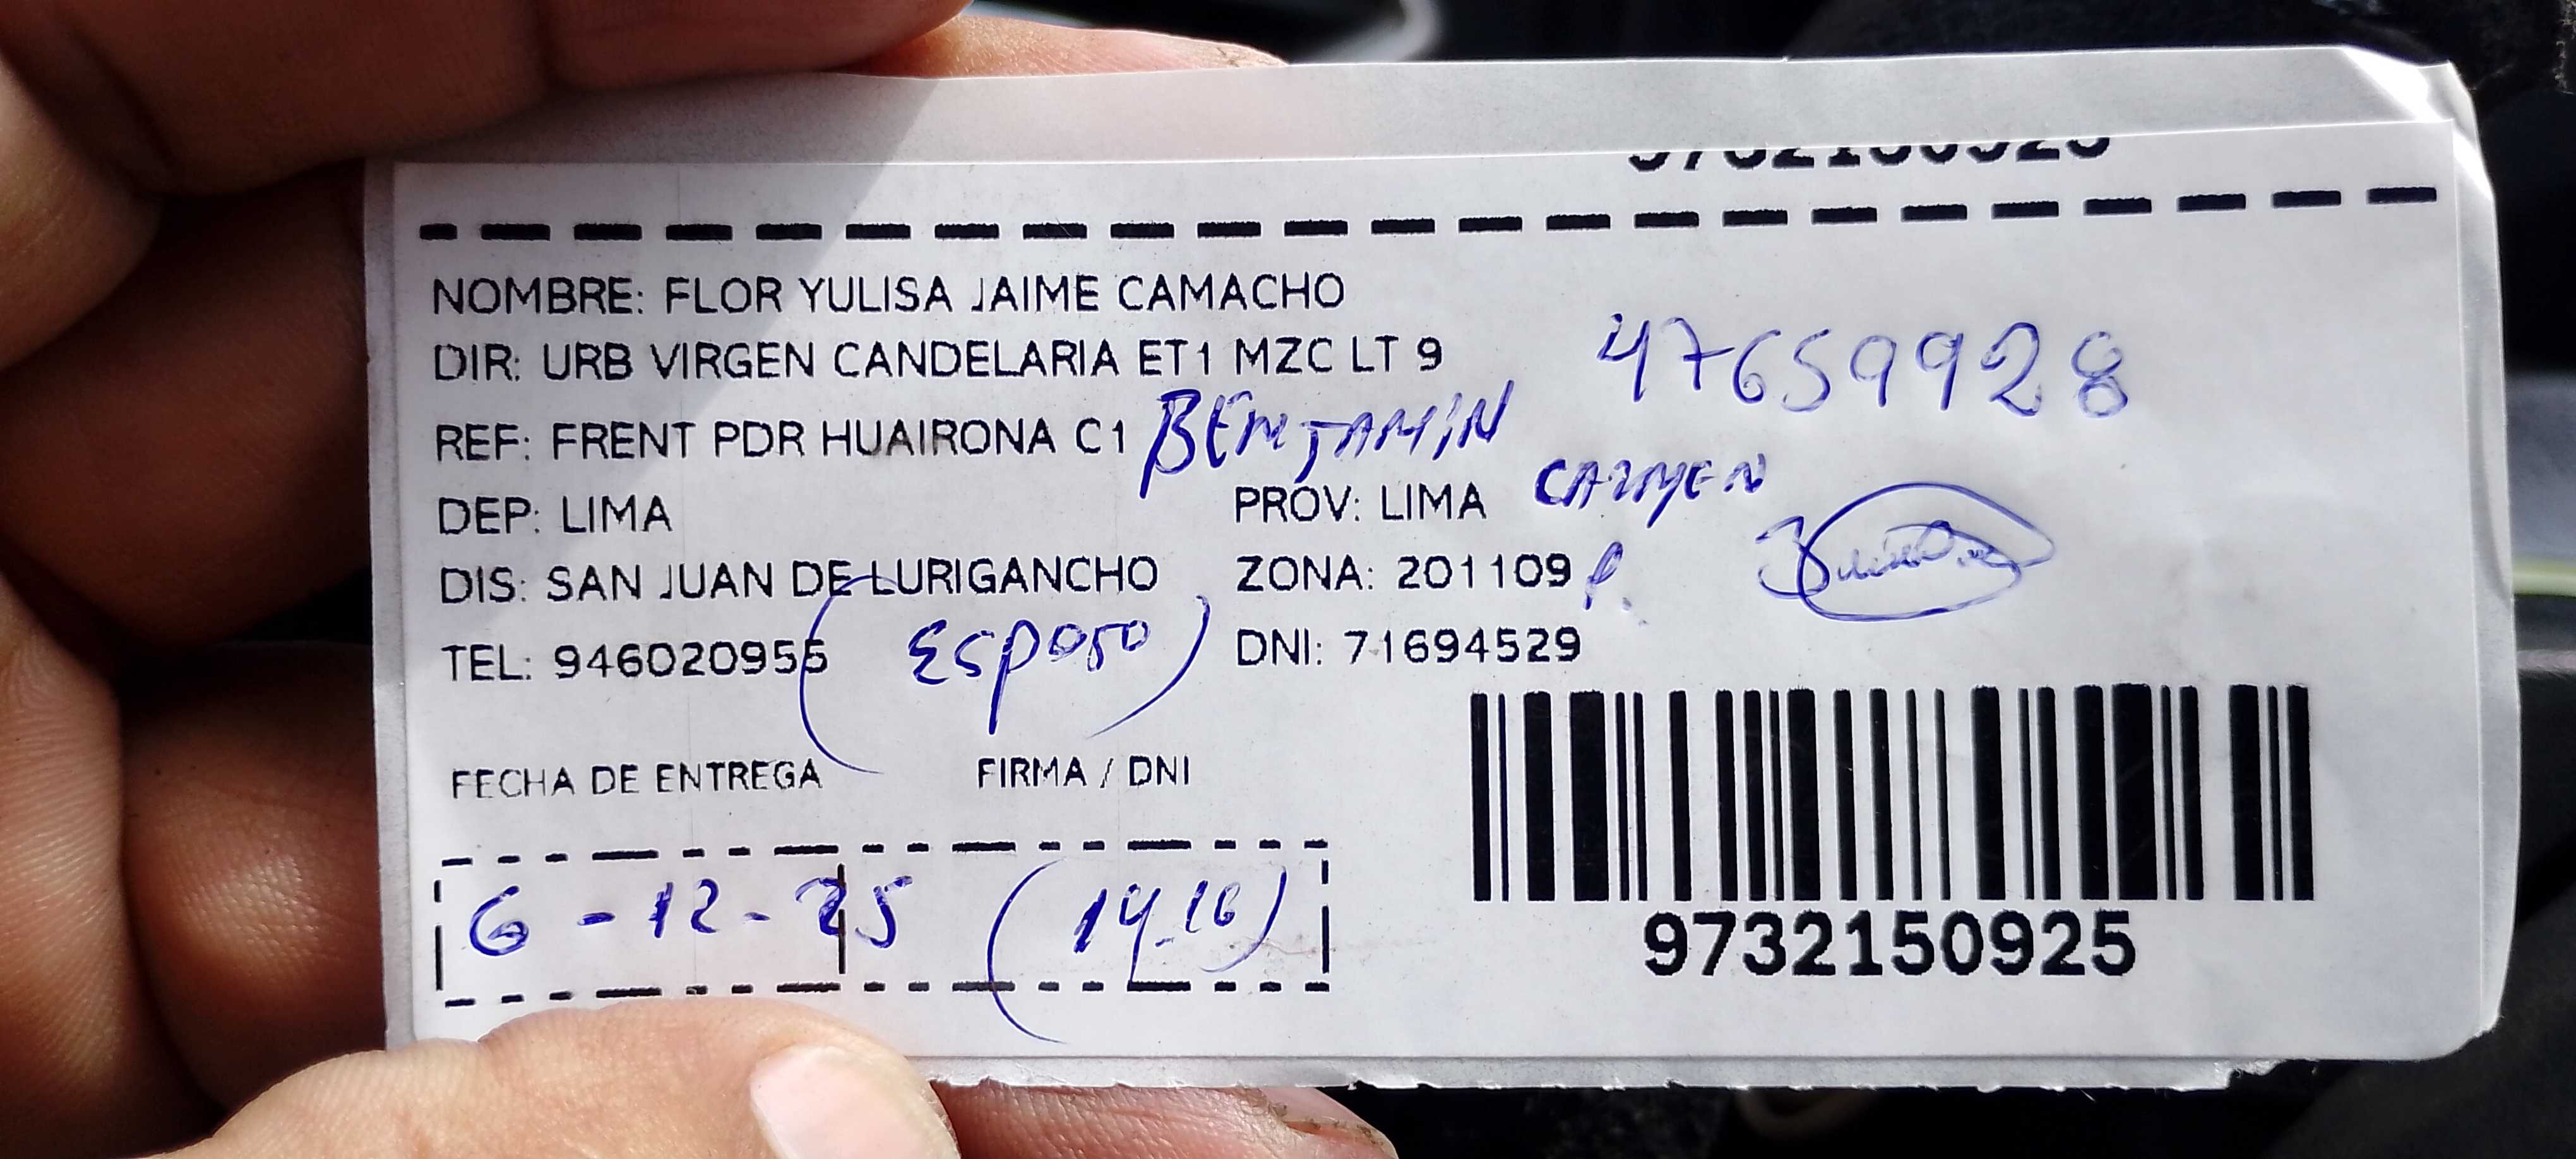 9732150925
NOMBRE: FLOR YULISA JAIME CAMACHO
DIR: URB VIRGEN CANDELARIA ET1 MZC LT 9
47659928
REF: FRENT PDR HUAIRONA C1 BENJAMIN
CARMEN
DEP: LIMA PROV: LIMA
DIS: SAN JUAN DE LURIGANCHO ZONA: 201109 P.
TEL: 946020955 (ESPOSO) DNI: 71694529
FECHA DE ENTREGA FIRMA / DNI
6-12-25 (14-16)
9732150925